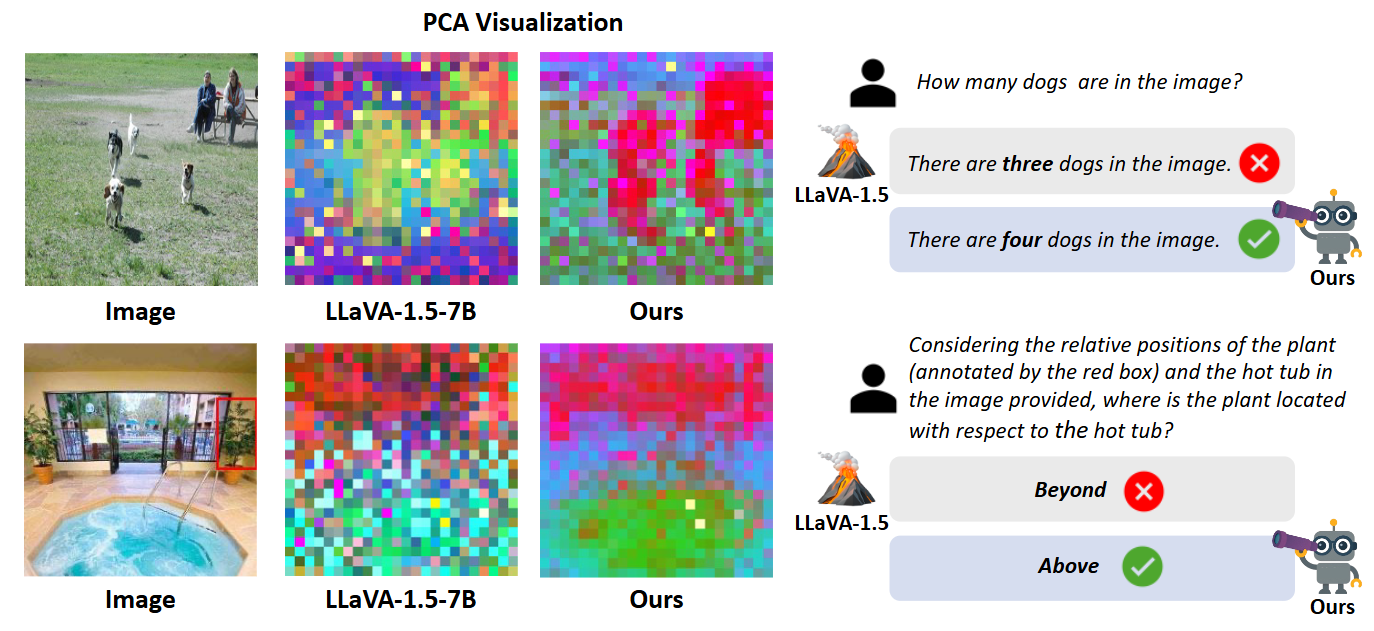 PCA Visualization
Image
LLaVA-1.5-7B
Ours
How many dogs are in the image?
LLaVA-1.5
There are three dogs in the image.
There are four dogs in the image.
Ours
Image
LLaVA-1.5-7B
Ours
Considering the relative positions of the plant
(annotated by the red box) and the hot tub in
the image provided, where is the plant located
with respect to the hot tub?
LLaVA-1.5
Beyond
Above
Ours